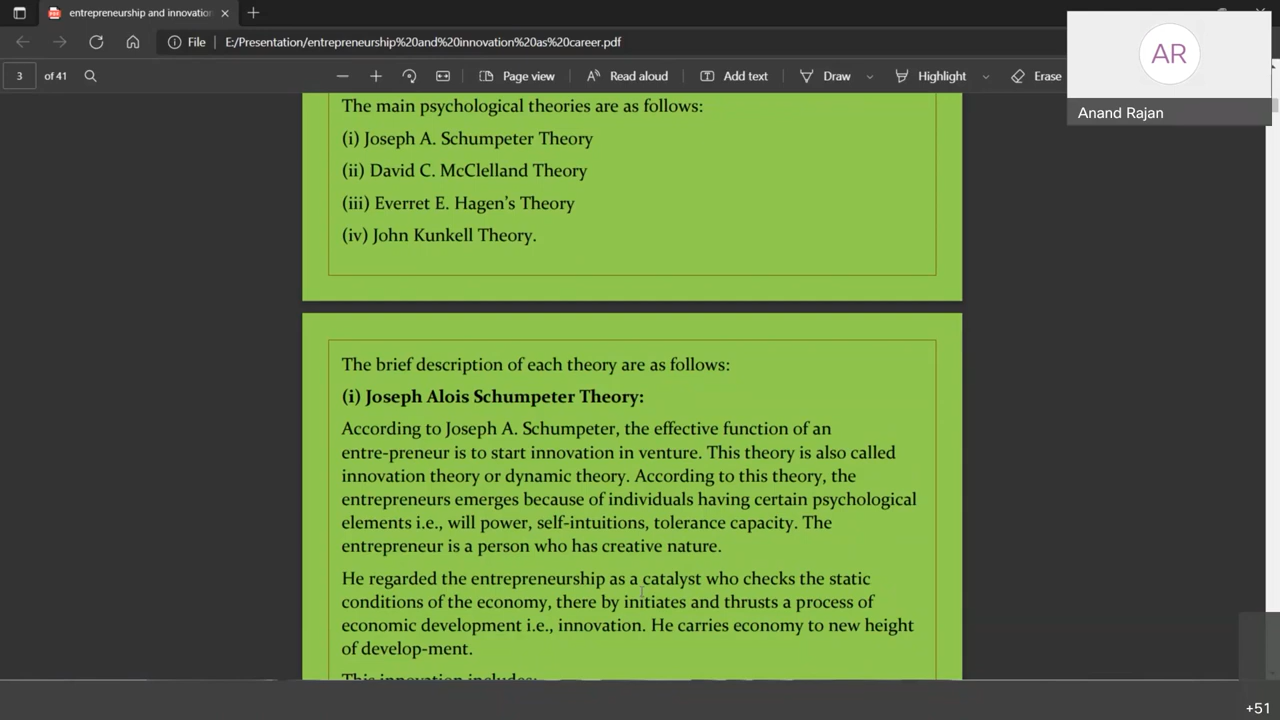 entrepreneurship and innovatio
File E:/Presentation/entrepreneurship%20and%20innovation%20as%20career.pdf
3 of 41 Page view Read aloud Add text Draw Highlight Erase
AR
Anand Rajan
The main psychological theories are as follows:
(i) Joseph A. Schumpeter Theory
(ii) David C. McClelland Theory
(iii) Everret E. Hagen's Theory
(iv) John Kunkell Theory.
The brief description of each theory are as follows:
(i) Joseph Alois Schumpeter Theory:
According to Joseph A. Schumpeter, the effective function of an
entre-preneur is to start innovation in venture. This theory is also called
innovation theory or dynamic theory. According to this theory, the
entrepreneurs emerges because of individuals having certain psychological
elements i.e., will power, self-intuitions, tolerance capacity. The
entrepreneur is a person who has creative nature.
He regarded the entrepreneurship as a catalyst who checks the static
conditions of the economy, there by initiates and thrusts a process of
economic development i.e., innovation. He carries economy to new height
of develop-ment.
This innovation includes:
+51